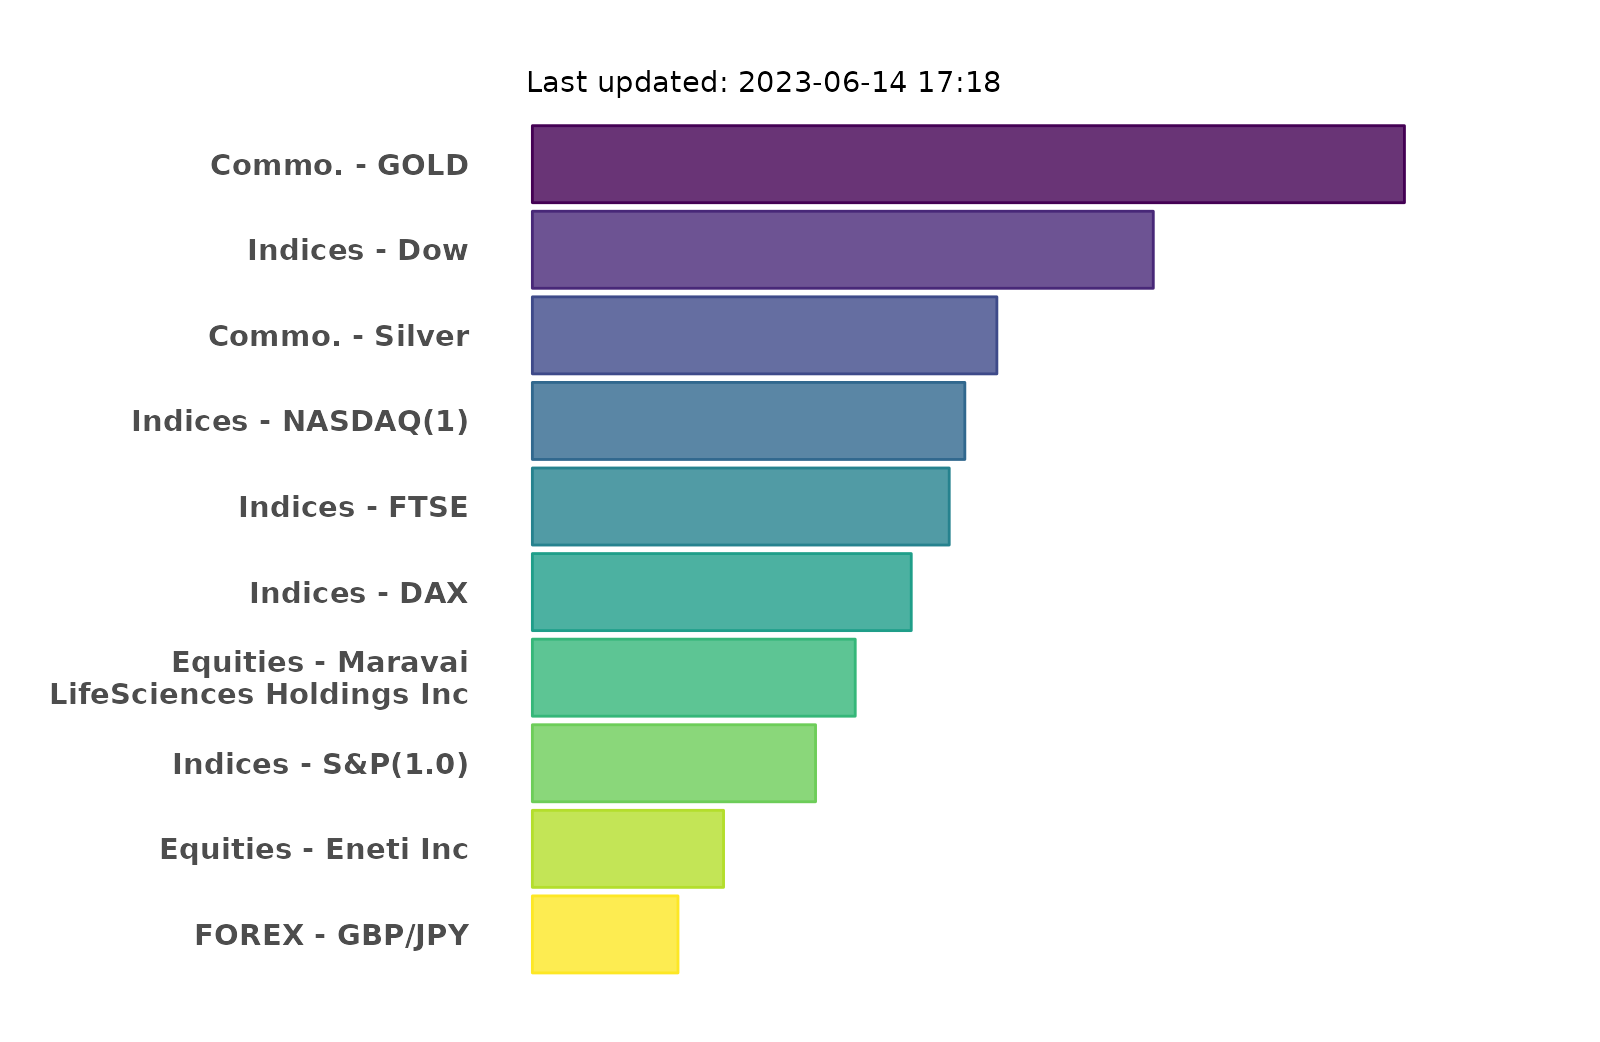 Last updated: 2023-06-14 17:18
Commo. - GOLD
Indices - Dow
Commo. - Silver
Indices - NASDAQ(1)
Indices - FTSE
Indices - DAX
Equities - Maravai
LifeSciences Holdings Inc
Indices - S&P(1.0)
Equities - Eneti Inc
FOREX - GBP/JPY